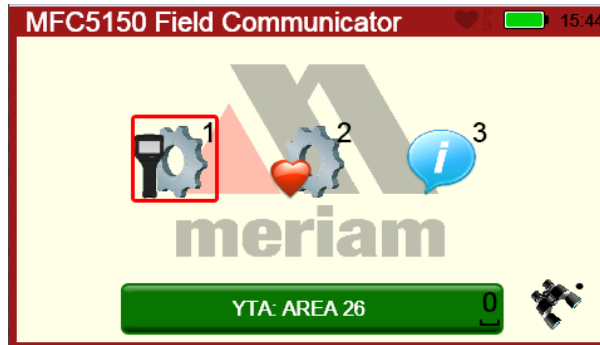 MFC5150 Field Communicator 15:44
1 2 3
i
meriam
YTA: AREA 26 0